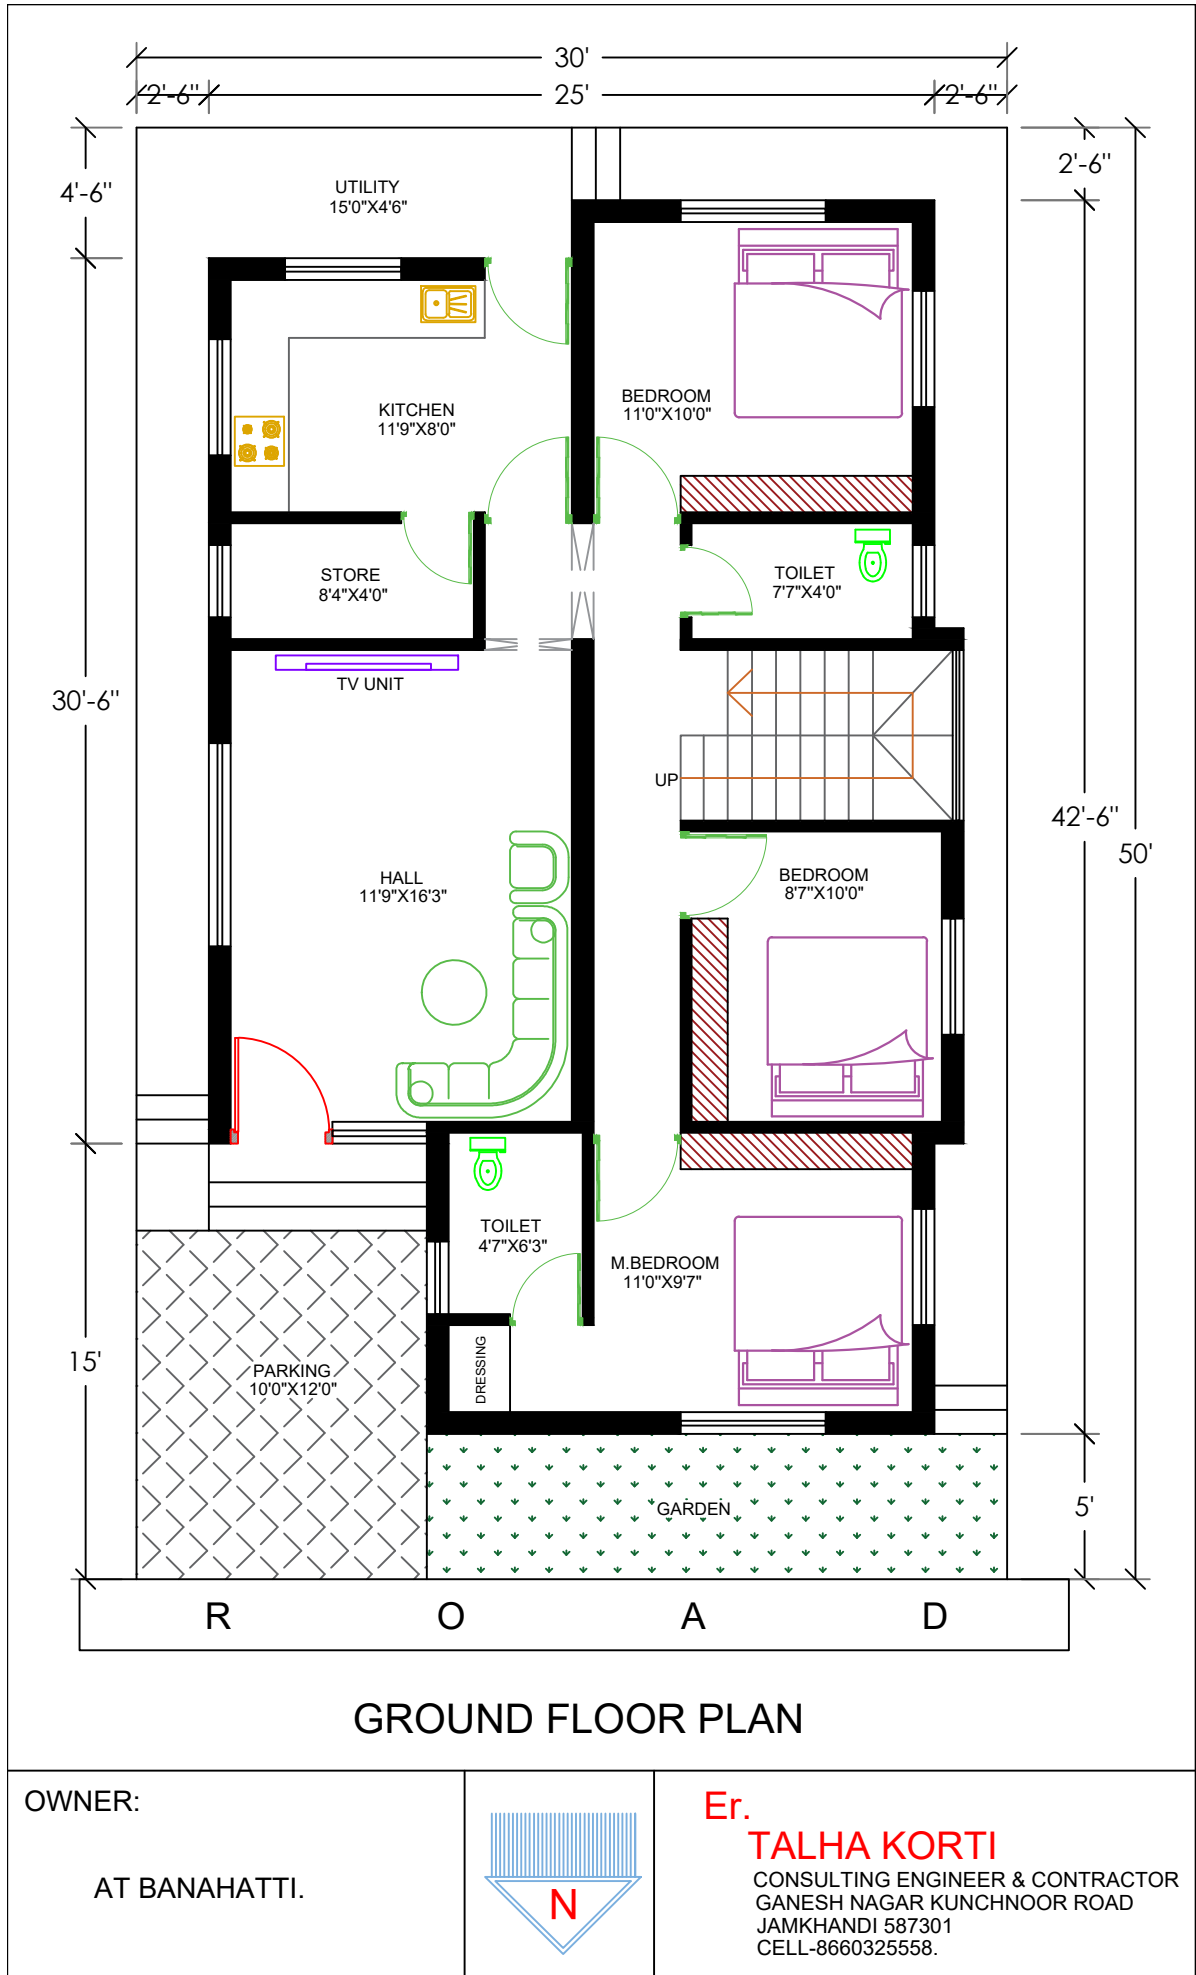 30'
2'-6"
25'
2'-6"
4'-6"
2'-6"
UTILITY
15'0"X4'6"
BEDROOM
11'0"X10'0"
KITCHEN
11'9"X8'0"
STORE
8'4"X4'0"
TOILET
7'7"X4'0"
TV UNIT
30'-6"
UP
42'-6"
50'
HALL
11'9"X16'3"
BEDROOM
8'7"X10'0"
TOILET
4'7"X6'3"
M.BEDROOM
11'0"X9'7"
15'
PARKING
10'0"X12'0"
DRESSING
GARDEN
5'
R O A D
GROUND FLOOR PLAN
OWNER:
AT BANAHATTI.
N
Er.
TALHA KORTI
CONSULTING ENGINEER & CONTRACTOR
GANESH NAGAR KUNCHNOOR ROAD
JAMKHANDI 587301
CELL-8660325558.